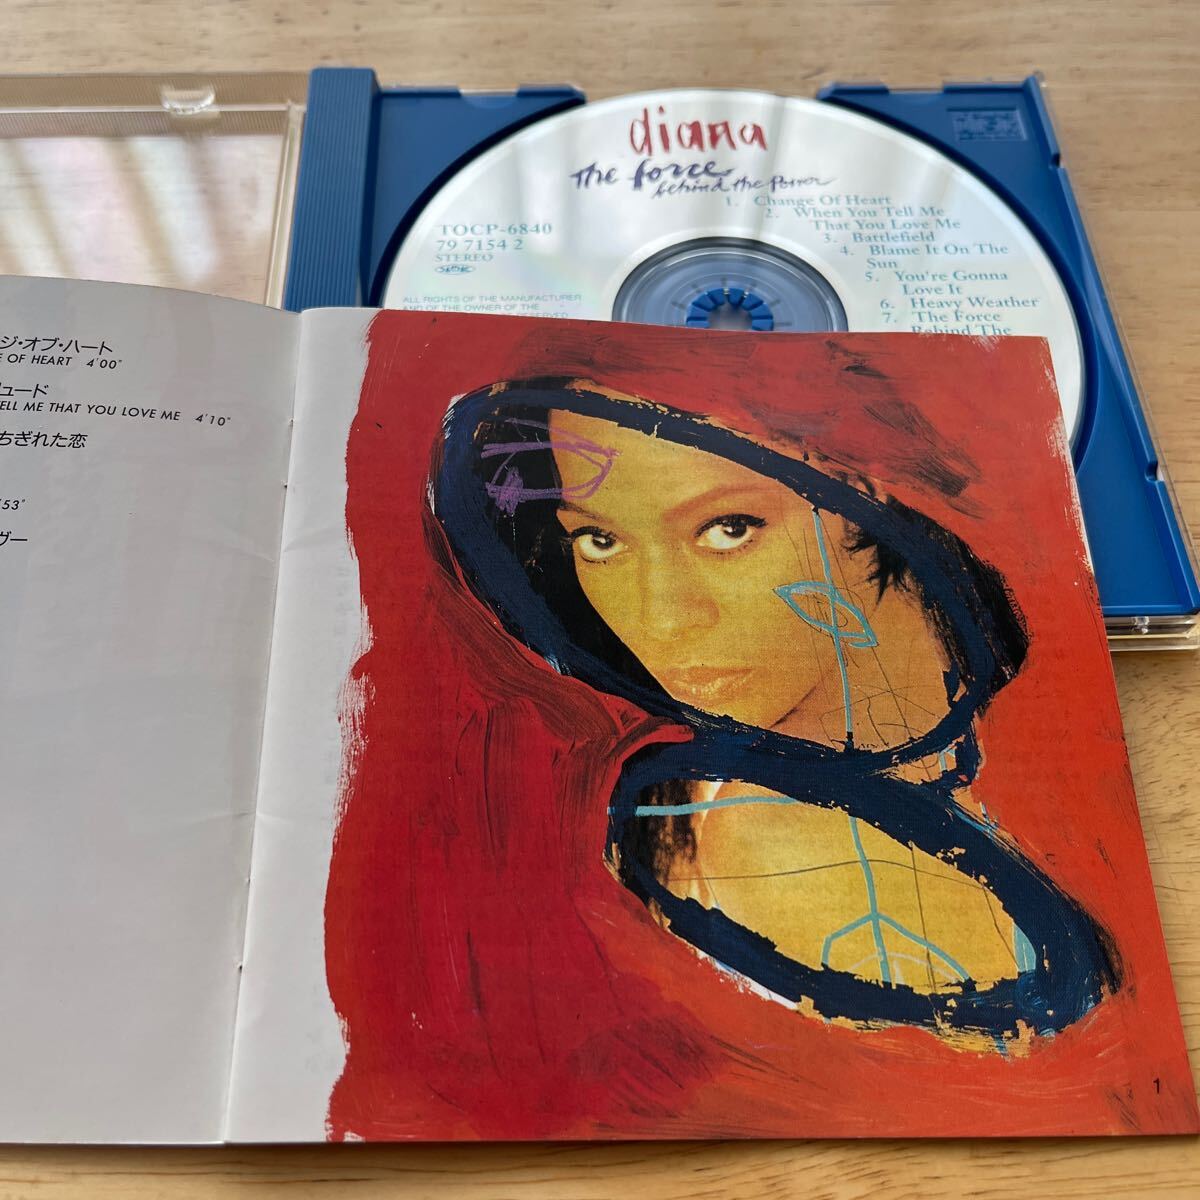 diana
The force
behind the Power
TOCP-6840
79 7154 2
STEREO
ALL RIGHTS OF THE MANUFACTURER
AND OF THE OWNER OF THE
1. Change Of Heart
2. When You Tell Me
That You Love Me
3. Battlefield
4. Blame It On The
Sun
5. You're Gonna
Love It
6. Heavy Weather
7. The Force
Behind The
ジ・オブ・ハート
E OF HEART 4'00"
ュード
TELL ME THAT YOU LOVE ME 4'10"
ちぎれた恋
53"
ヴー
1